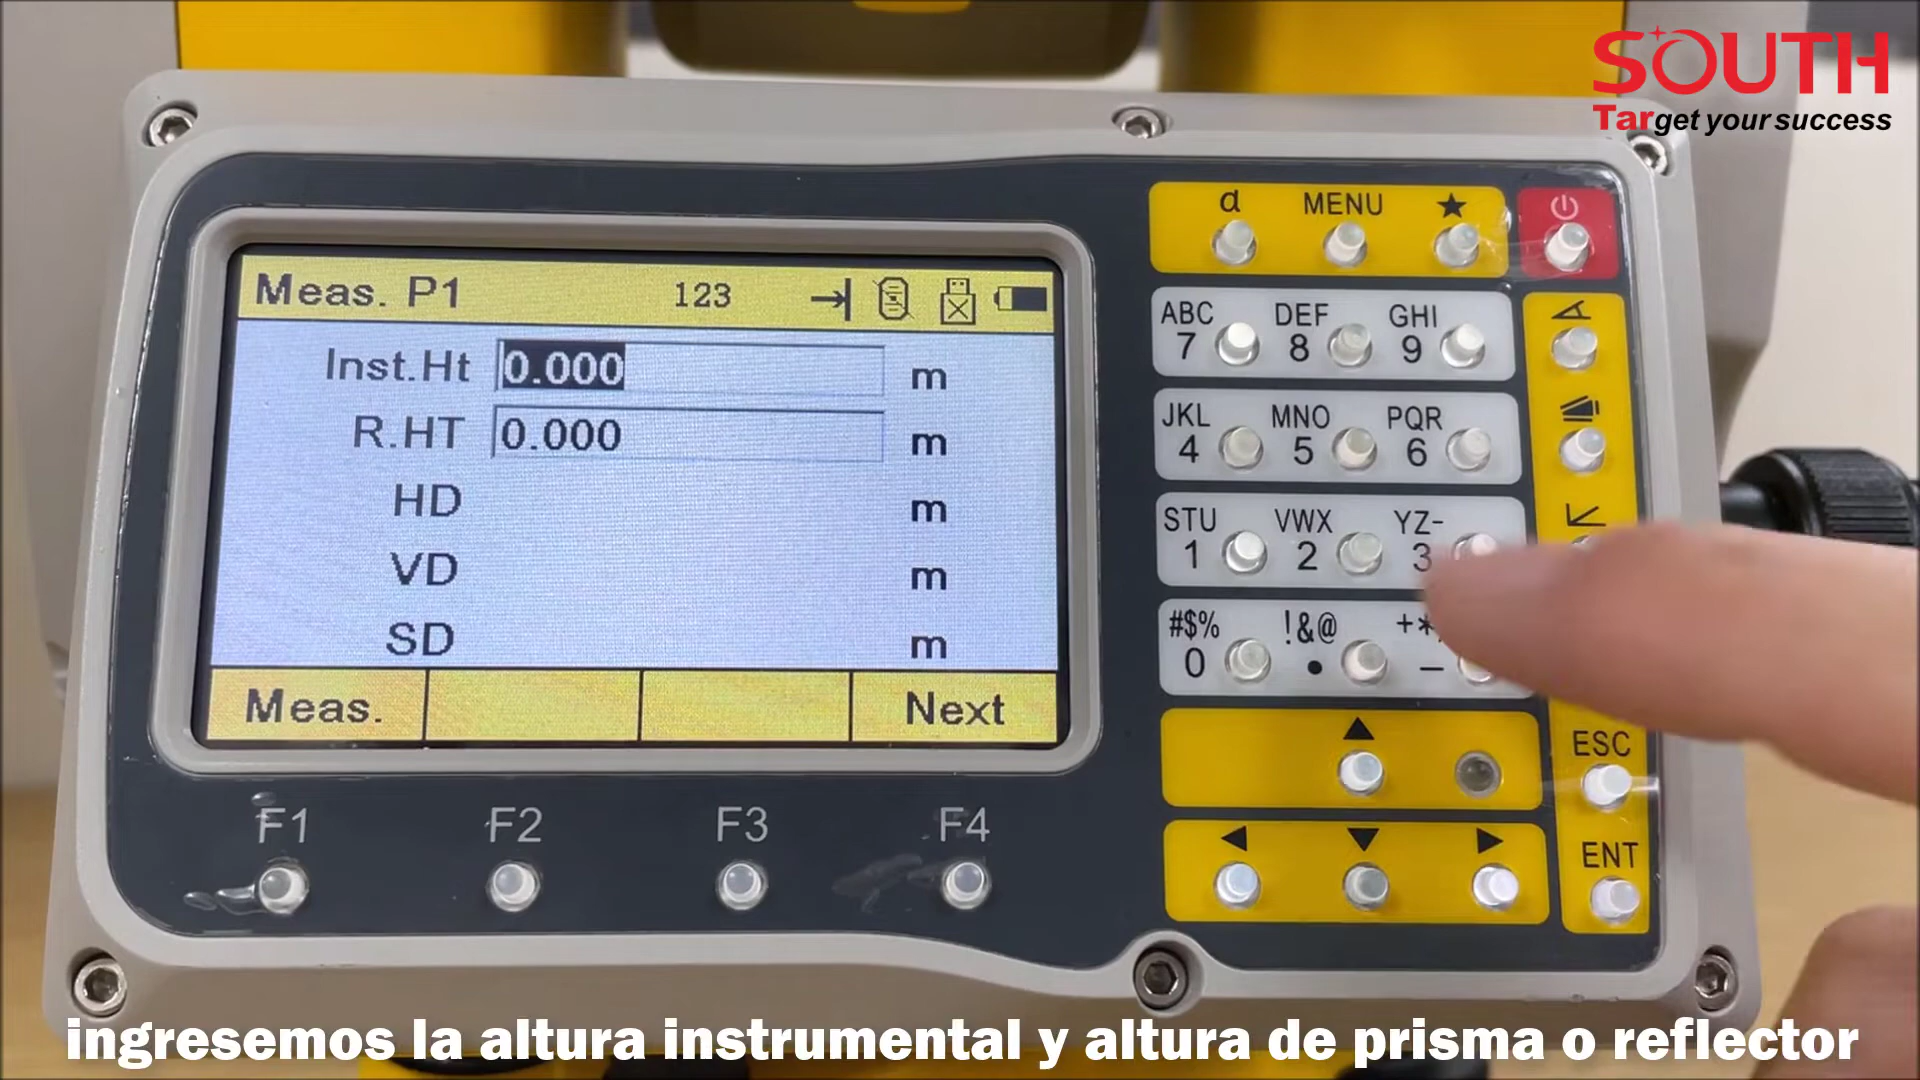 SOUTH
Target your success
Meas. P1 123
Inst.Ht 0.000 m
R.HT 0.000 m
HD m
VD m
SD m
Meas. Next
F1 F2 F3 F4
α MENU ★
ABC DEF GHI
7 8 9
JKL MNO PQR
4 5 6
STU VWX YZ-
1 2 3
#$% !&@ +*
0 • –
ESC
ENT
ingresemos la altura instrumental y altura de prisma o reflector